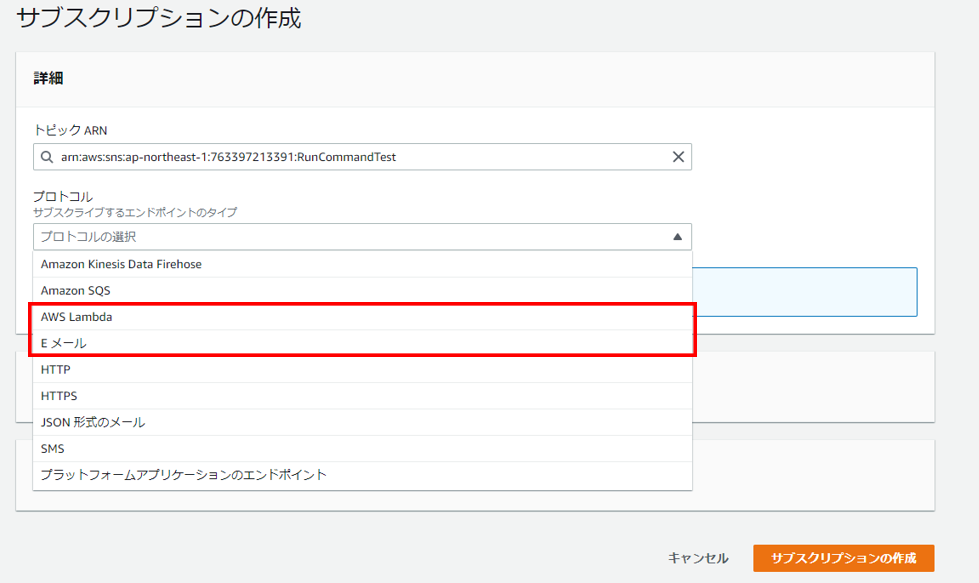 サブスクリプションの作成
詳細
トピック ARN
arn:aws:sns:ap-northeast-1:763397213391:RunCommandTest
プロトコル
サブスクライブするエンドポイントのタイプ
プロトコルの選択
Amazon Kinesis Data Firehose
Amazon SQS
AWS Lambda
E メール
HTTP
HTTPS
JSON 形式のメール
SMS
プラットフォームアプリケーションのエンドポイント
キャンセル
サブスクリプションの作成